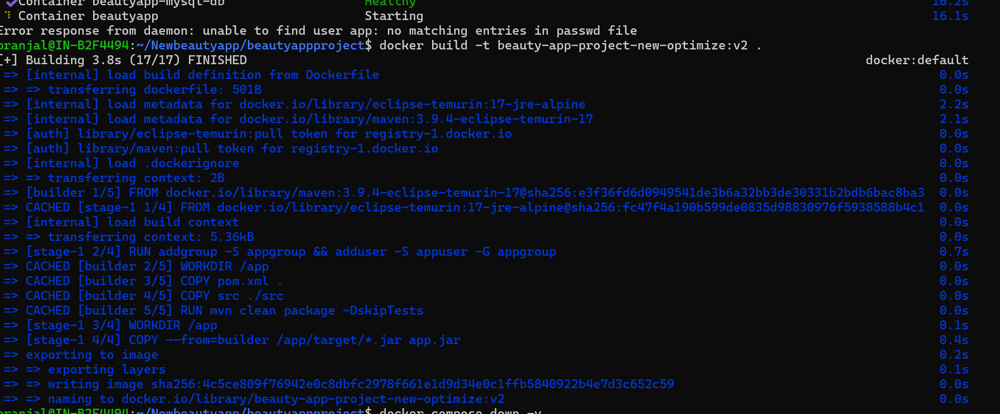 Container beautyapp-mysql-db Healthy 16.2s
Container beautyapp Starting 16.1s
Error response from daemon: unable to find user app: no matching entries in passwd file
pranjal@IN-B2F4494:~/Newbeautyapp/beautyappproject$ docker build -t beauty-app-project-new-optimize:v2 .
[+] Building 3.8s (17/17) FINISHED docker:default
=> [internal] load build definition from Dockerfile 0.0s
=> => transferring dockerfile: 501B 0.0s
=> [internal] load metadata for docker.io/library/eclipse-temurin:17-jre-alpine 2.2s
=> [internal] load metadata for docker.io/library/maven:3.9.4-eclipse-temurin-17 2.1s
=> [auth] library/eclipse-temurin:pull token for registry-1.docker.io 0.0s
=> [auth] library/maven:pull token for registry-1.docker.io 0.0s
=> [internal] load .dockerignore 0.0s
=> => transferring context: 2B 0.0s
=> [builder 1/5] FROM docker.io/library/maven:3.9.4-eclipse-temurin-17@sha256:e3f36fd6d0949541de3b6a32bb3de30331b2bdb6bac8ba3 0.0s
=> CACHED [stage-1 1/4] FROM docker.io/library/eclipse-temurin:17-jre-alpine@sha256:fc47f4a190b599de0835d98830976f5938588b4c1 0.0s
=> [internal] load build context 0.0s
=> => transferring context: 5.36kB 0.0s
=> [stage-1 2/4] RUN addgroup -S appgroup && adduser -S appuser -G appgroup 0.7s
=> CACHED [builder 2/5] WORKDIR /app 0.0s
=> CACHED [builder 3/5] COPY pom.xml . 0.0s
=> CACHED [builder 4/5] COPY src ./src 0.0s
=> CACHED [builder 5/5] RUN mvn clean package -DskipTests 0.0s
=> [stage-1 3/4] WORKDIR /app 0.1s
=> [stage-1 4/4] COPY --from=builder /app/target/*.jar app.jar 0.4s
=> exporting to image 0.2s
=> => exporting layers 0.1s
=> => writing image sha256:4c5ce809f76942e0c8dbfc2978f661e1d9d34e0c1ffb5840922b4e7d3c652c59 0.0s
=> => naming to docker.io/library/beauty-app-project-new-optimize:v2 0.0s
pranjal@IN-B2F4494:~/Newbeautyapp/beautyappproject$ docker compose down -v